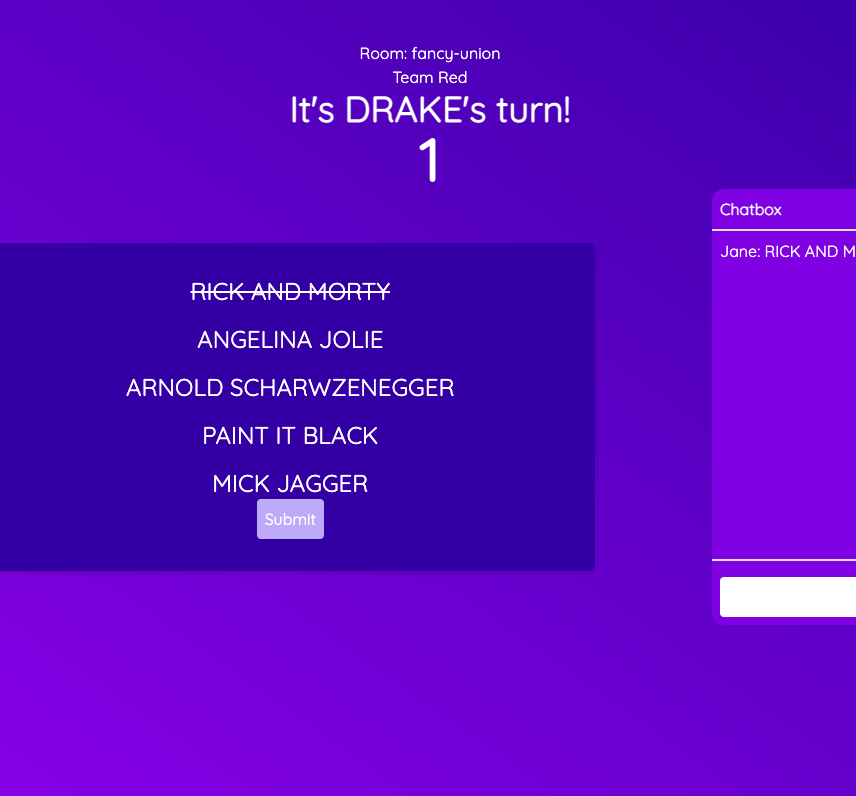 Room: fancy-union
Team Red
It's DRAKE's turn!
1
RICK AND MORTY
ANGELINA JOLIE
ARNOLD SCHARWZENEGGER
PAINT IT BLACK
MICK JAGGER
Submit
Chatbox
Jane: RICK AND M